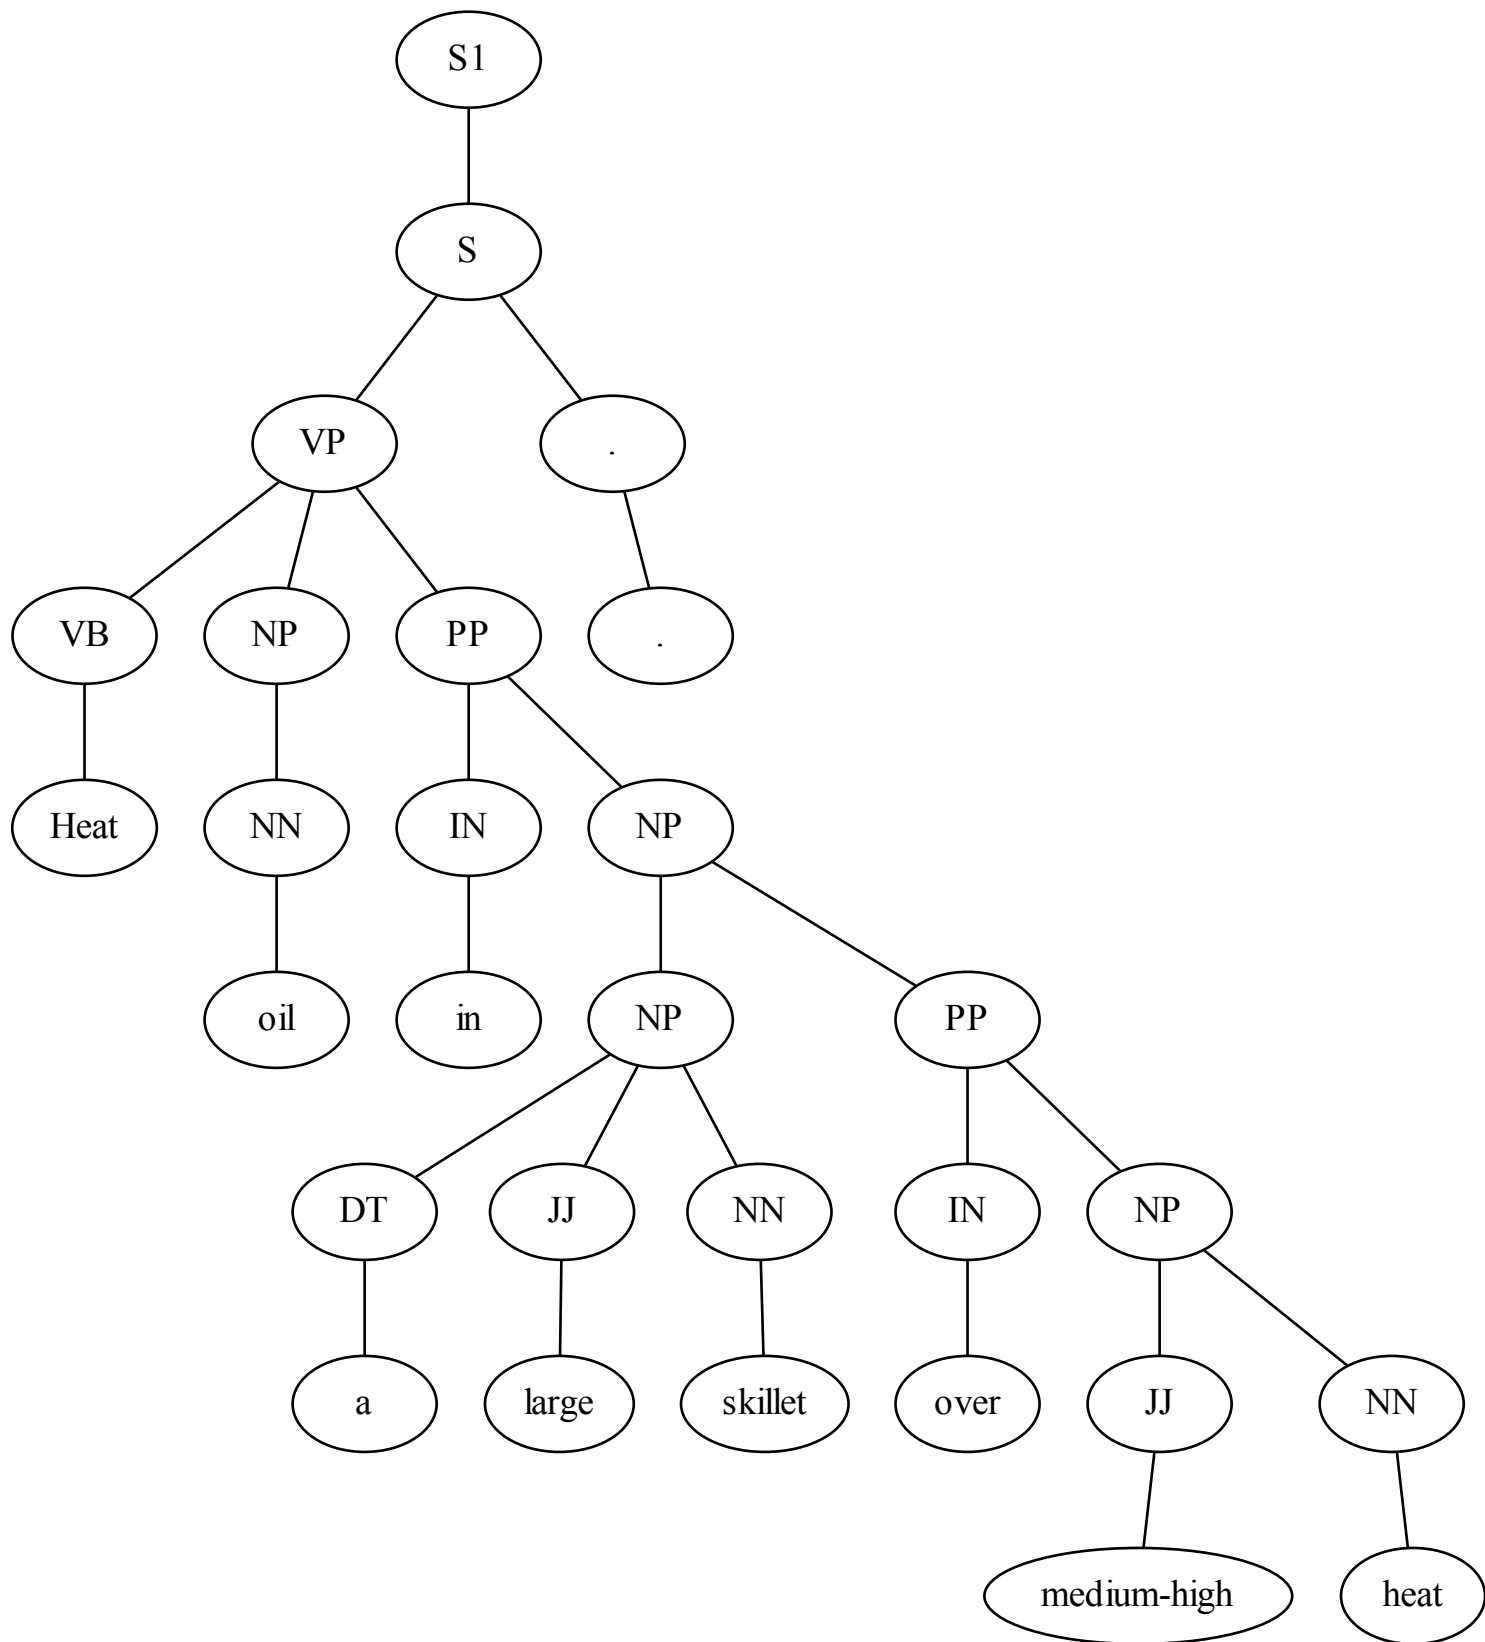 S1
S
VP .
VB NP PP .
Heat NN IN NP
oil in NP PP
DT JJ NN IN NP
a large skillet over JJ NN
medium-high heat